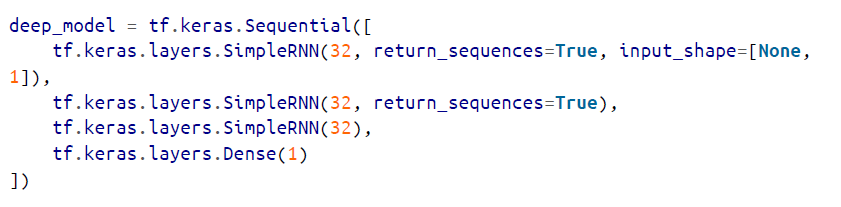 deep_model = tf.keras.Sequential([
    tf.keras.layers.SimpleRNN(32, return_sequences=True, input_shape=[None,
1]),
    tf.keras.layers.SimpleRNN(32, return_sequences=True),
    tf.keras.layers.SimpleRNN(32),
    tf.keras.layers.Dense(1)
])